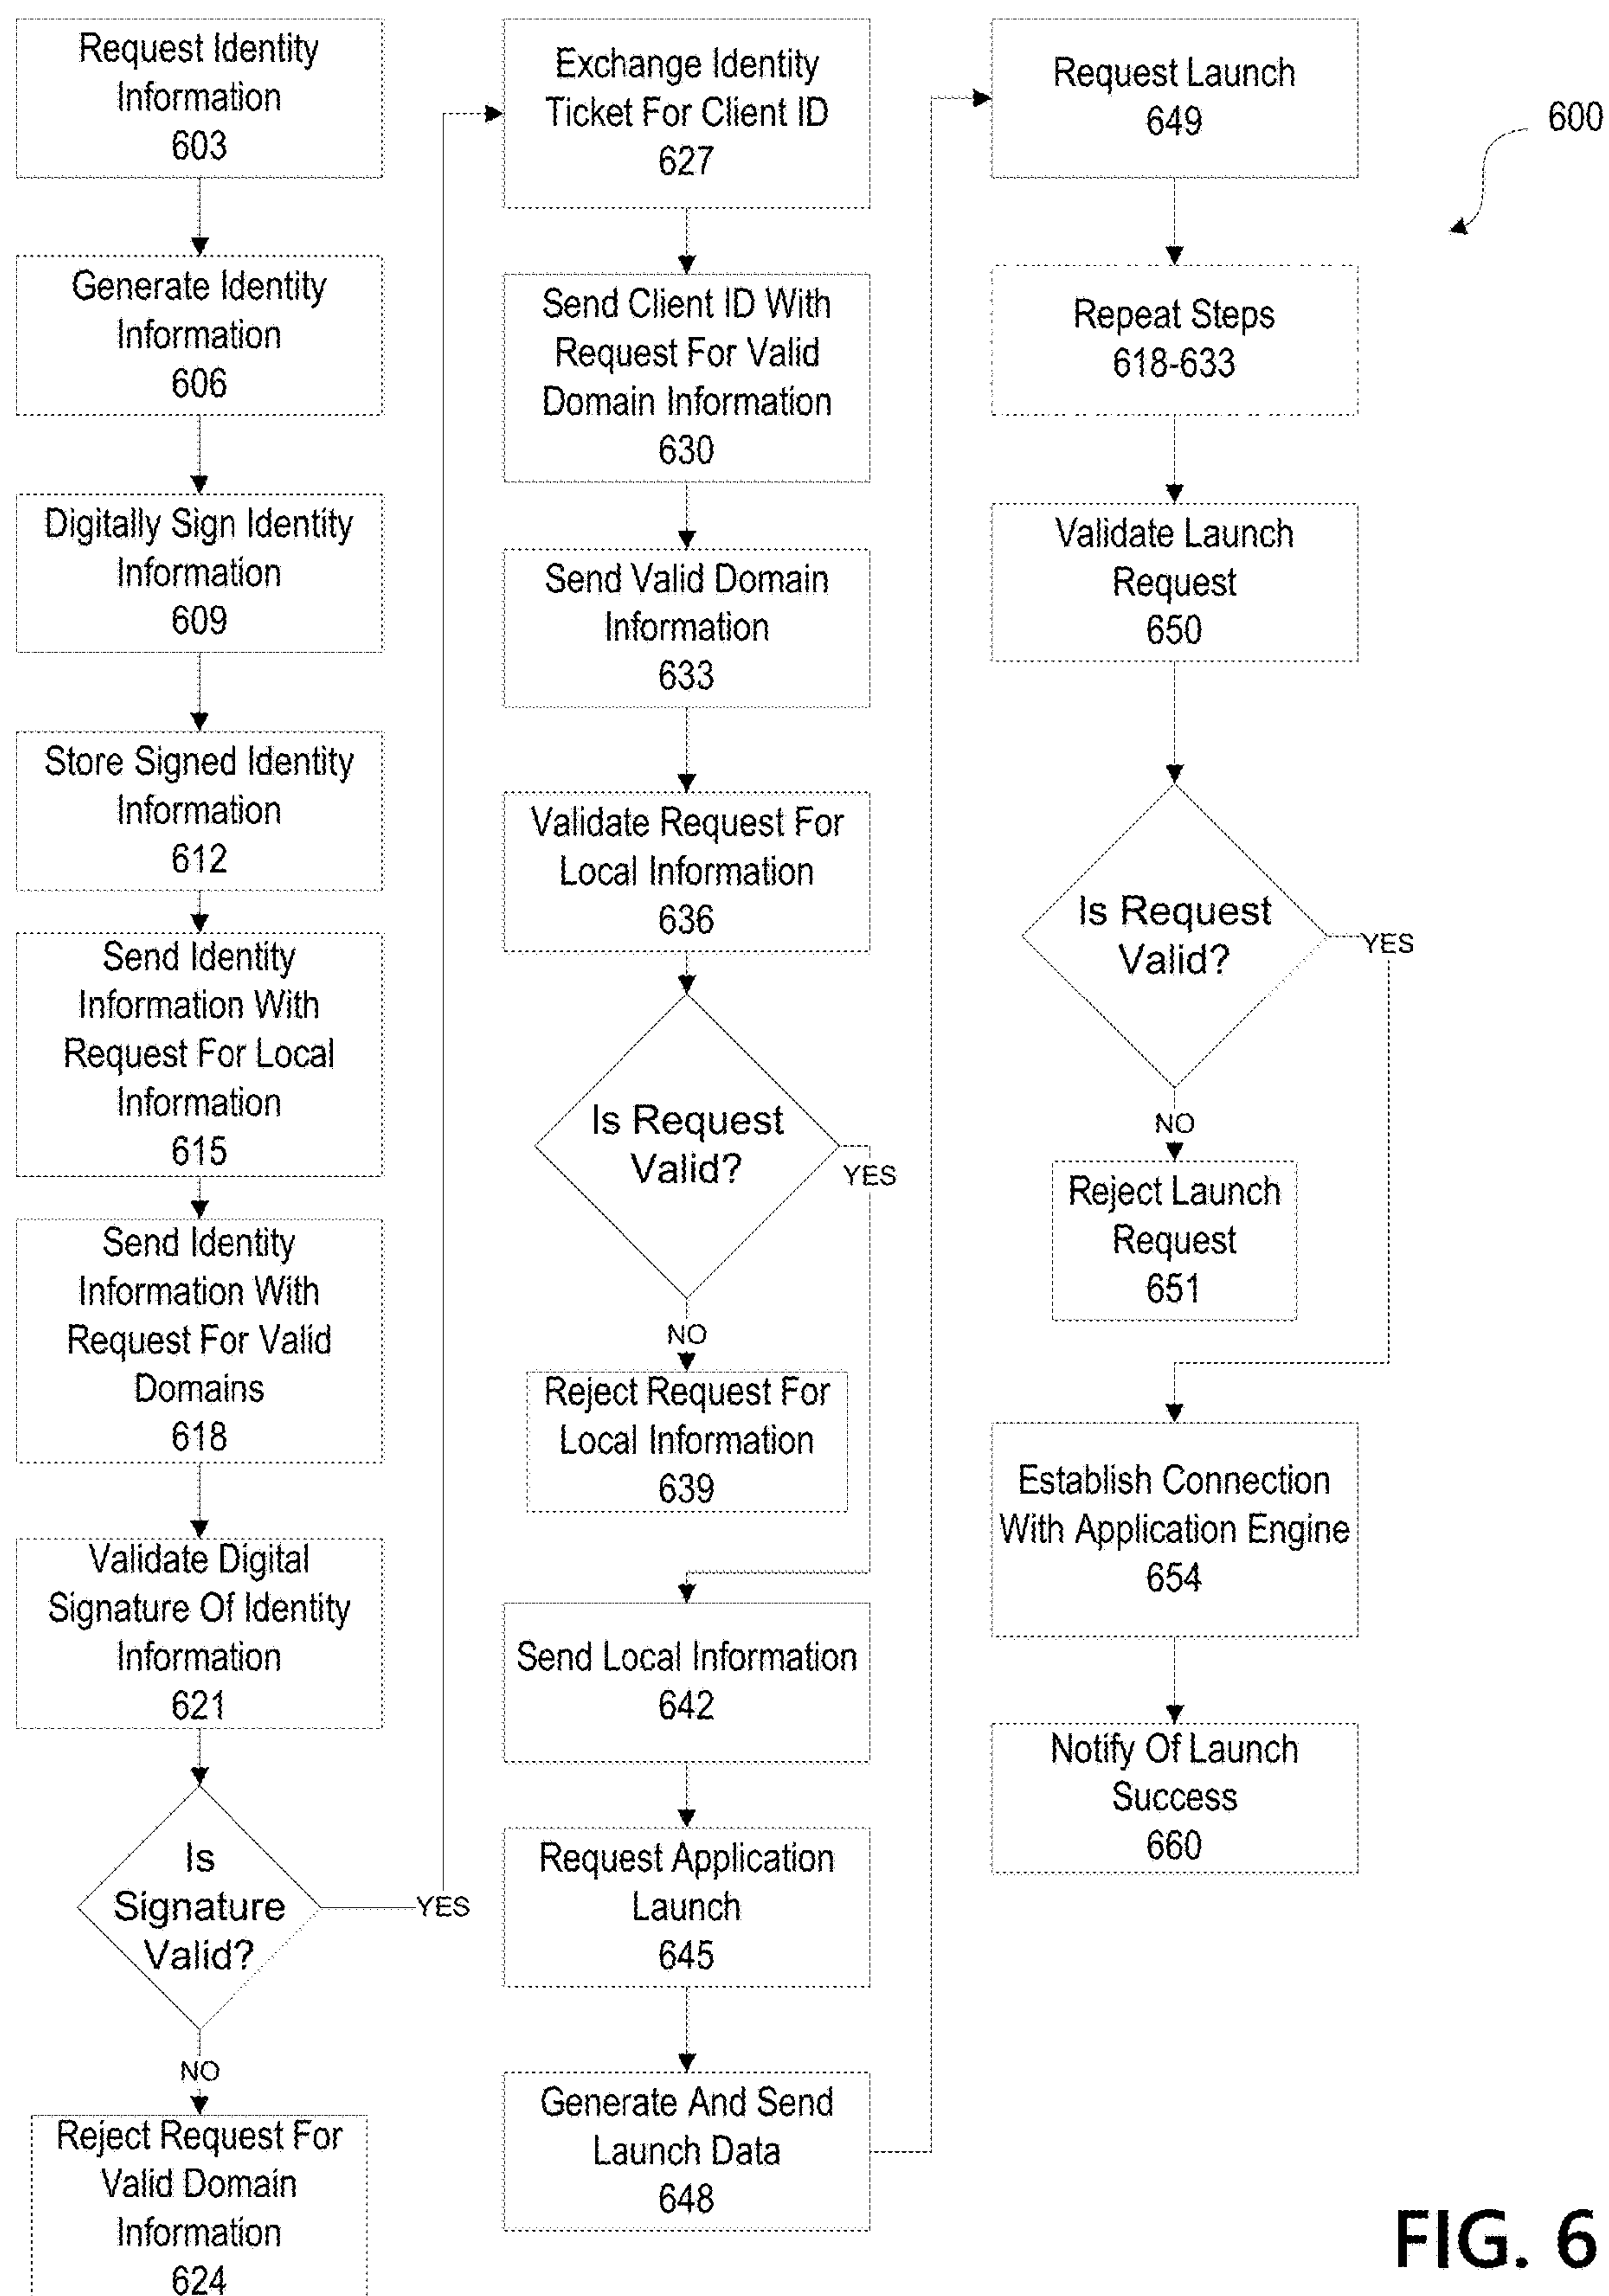 Request Identity
Information
603
Generate Identity
Information
606
Digitally Sign Identity
Information
609
Store Signed Identity
Information
612
Send Identity
Information With
Request For Local
Information
615
Send Identity
Information With
Request For Valid
Domains
618
Validate Digital
Signature Of Identity
Information
621
Is
Signature
Valid?
YES
NO
Reject Request For
Valid Domain
Information
624
Exchange Identity
Ticket For Client ID
627
Send Client ID With
Request For Valid
Domain Information
630
Send Valid Domain
Information
633
Validate Request For
Local Information
636
Is Request
Valid?
YES
NO
Reject Request For
Local Information
639
Send Local Information
642
Request Application
Launch
645
Generate And Send
Launch Data
648
Request Launch
649
Repeat Steps
618-633
Validate Launch
Request
650
Is Request
Valid?
YES
NO
Reject Launch
Request
651
Establish Connection
With Application Engine
654
Notify Of Launch
Success
660
600
FIG. 6